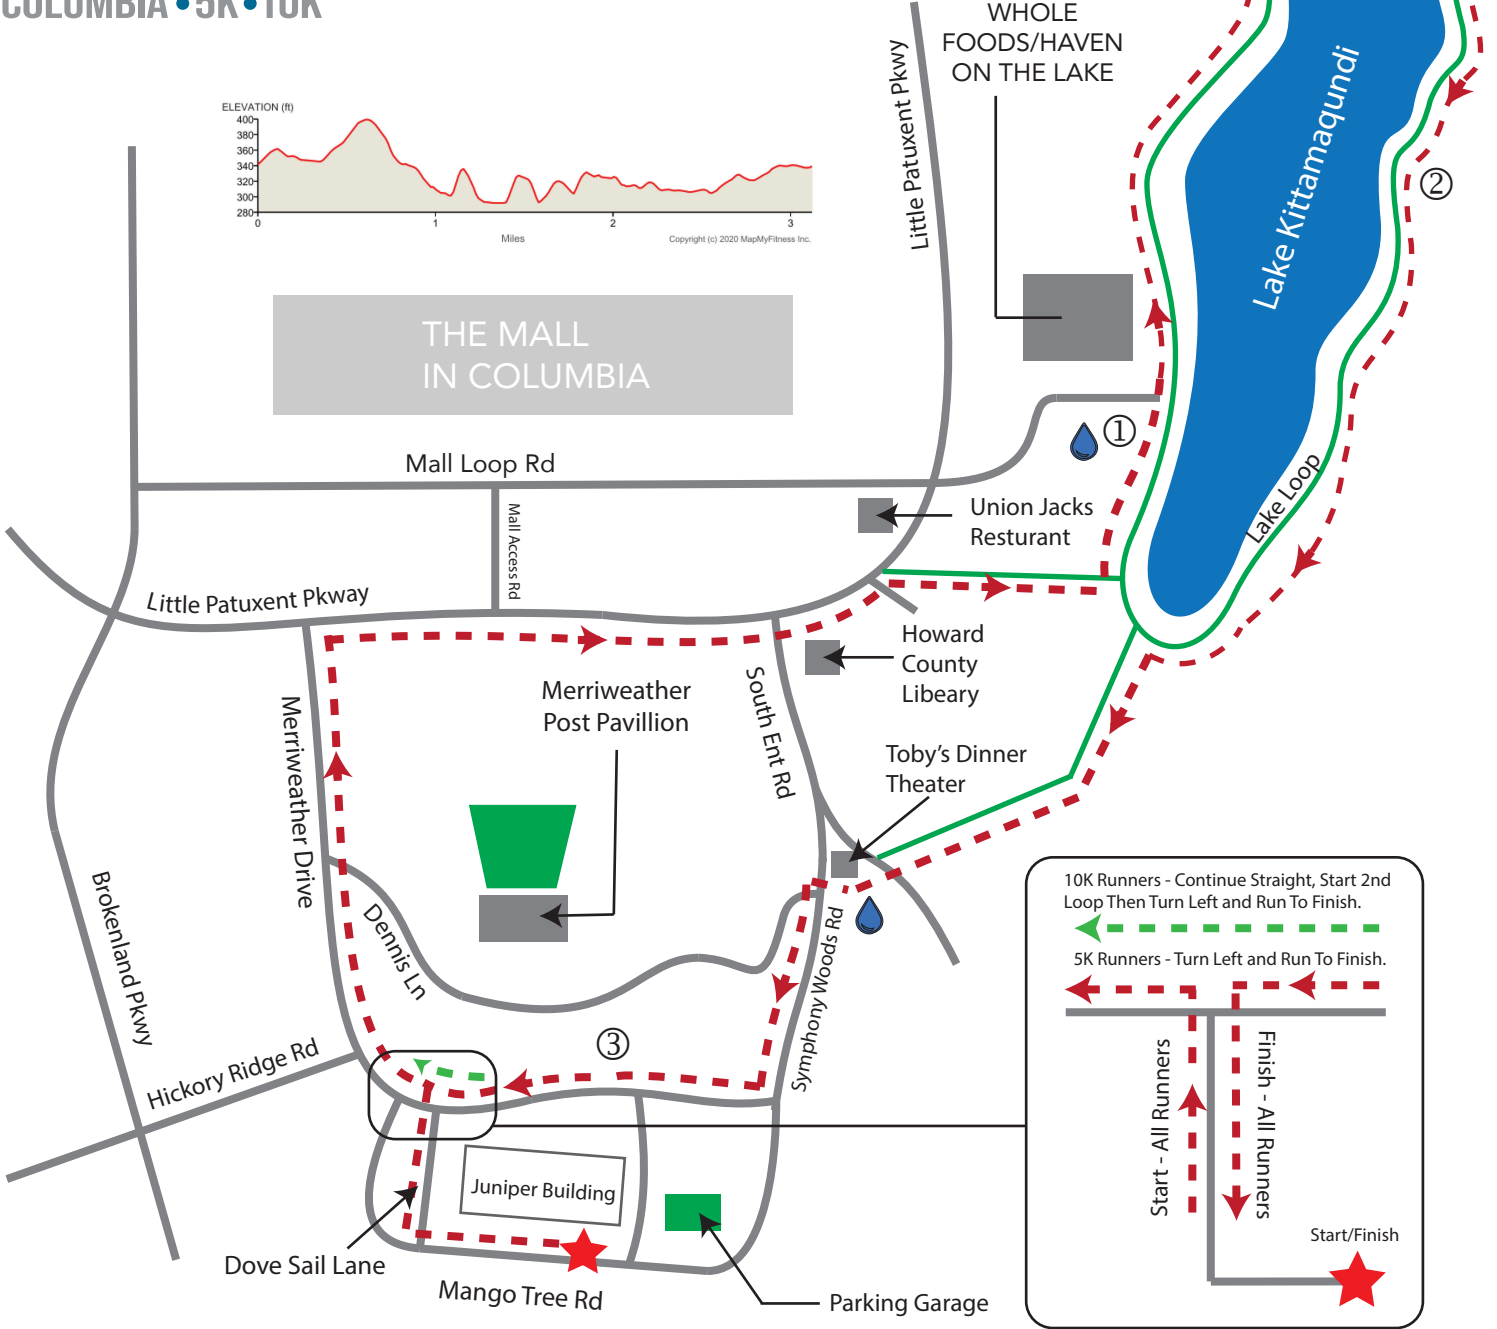 COLUMBIA • 5K • 10K
WHOLE
FOODS/HAVEN
ON THE LAKE
Little Patuxent Pkwy
Lake Kittamaqundi
②
ELEVATION (ft)
400
380
360
340
320
300
280
0
1
2
3
Miles
Copyright (c) 2020 MapMyFitness Inc.
THE MALL
IN COLUMBIA
①
Mall Loop Rd
Mall Access Rd
Union Jacks
Resturant
Lake Loop
Little Patuxent Pkway
Howard
County
Libeary
Merriweather
Post Pavillion
South Ent Rd
Merriweather Drive
Toby's Dinner
Theater
Brokenland Pkwy
Dennis Ln
Symphony Woods Rd
③
Hickory Ridge Rd
Juniper Building
Dove Sail Lane
Mango Tree Rd
Parking Garage
10K Runners - Continue Straight, Start 2nd
Loop Then Turn Left and Run To Finish.
5K Runners - Turn Left and Run To Finish.
Start - All Runners
Finish - All Runners
Start/Finish